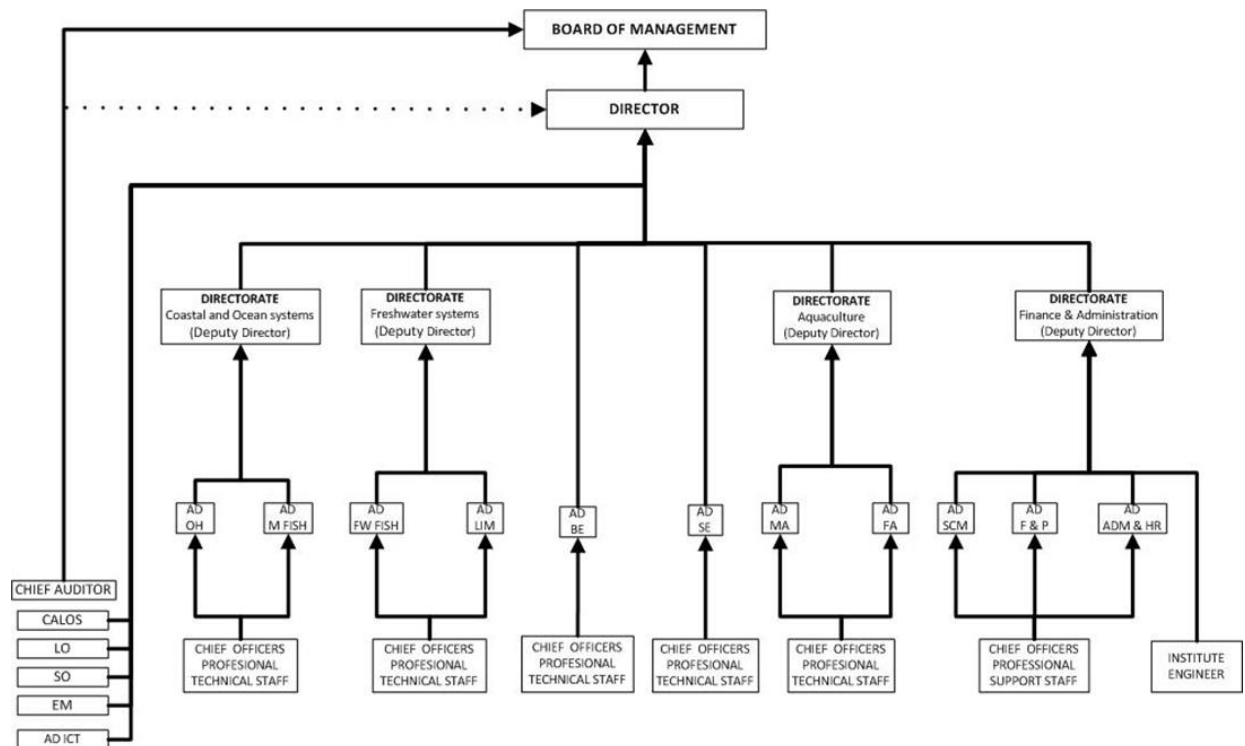 BOARD OF MANAGEMENT
DIRECTOR
DIRECTORATE
Coastal and Ocean systems
(Deputy Director)
DIRECTORATE
Freshwater systems
(Deputy Director)
DIRECTORATE
Aquaculture
(Deputy Director)
DIRECTORATE
Finance & Administration
(Deputy Director)
AD
OH
AD
M FISH
AD
FW FISH
AD
LIM
AD
BE
AD
SE
AD
MA
AD
FA
AD
SCM
AD
F & P
AD
ADM & HR
CHIEF AUDITOR
CALOS
LO
SO
EM
AD ICT
CHIEF OFFICERS
PROFESIONAL
TECHNICAL STAFF
CHIEF OFFICERS
PROFESIONAL
TECHNICAL STAFF
CHIEF OFFICERS
PROFESIONAL
TECHNICAL STAFF
CHIEF OFFICERS
PROFESIONAL
TECHNICAL STAFF
CHIEF OFFICERS
PROFESIONAL
TECHNICAL STAFF
CHIEF OFFICERS
PROFESSIONAL
SUPPORT STAFF
INSTITUTE
ENGINEER